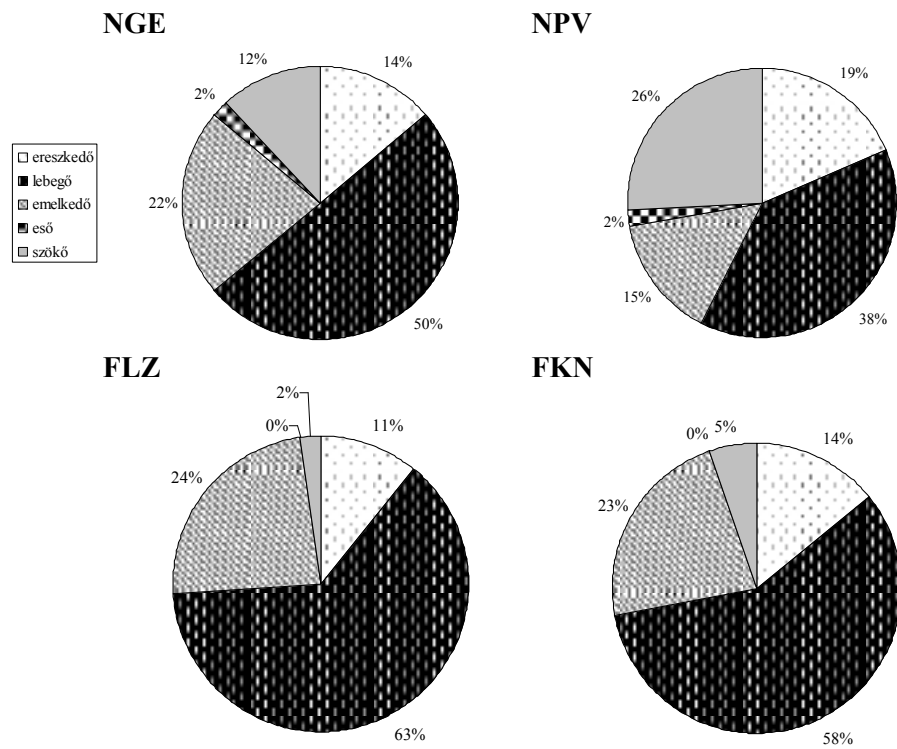 NGE
12%
14%
2%
22%
50%
NPV
19%
26%
2%
15%
38%
ereszkedő
lebegő
emelkedő
eső
szökő
FLZ
2%
0%
11%
24%
63%
FKN
0%
5%
14%
23%
58%